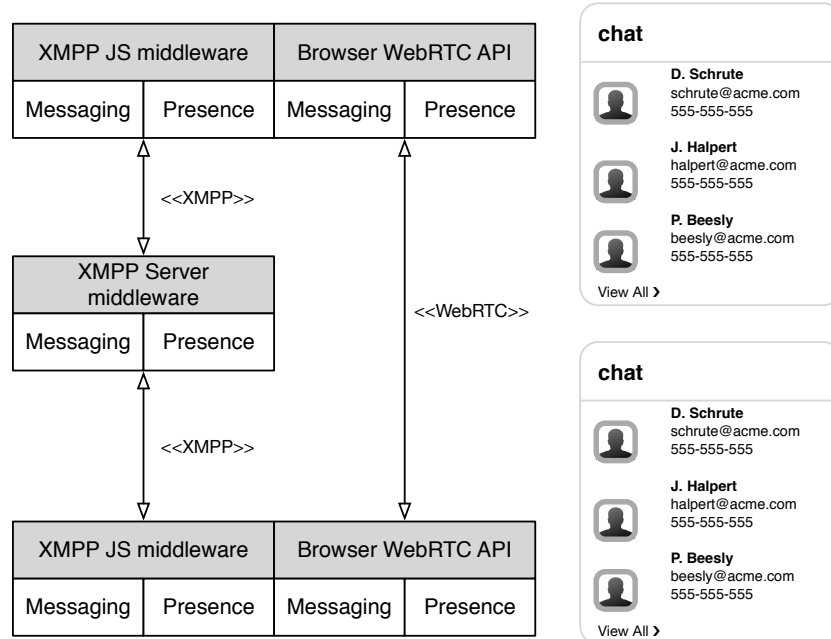 XMPP JS middleware
Browser WebRTC API
Messaging
Presence
Messaging
Presence
<<XMPP>>
XMPP Server
middleware
Messaging
Presence
<<WebRTC>>
<<XMPP>>
XMPP JS middleware
Browser WebRTC API
Messaging
Presence
Messaging
Presence
chat
D. Schrute
schrute@acme.com
555-555-555
J. Halpert
halpert@acme.com
555-555-555
P. Beesly
beesly@acme.com
555-555-555
View All ❯
chat
D. Schrute
schrute@acme.com
555-555-555
J. Halpert
halpert@acme.com
555-555-555
P. Beesly
beesly@acme.com
555-555-555
View All ❯